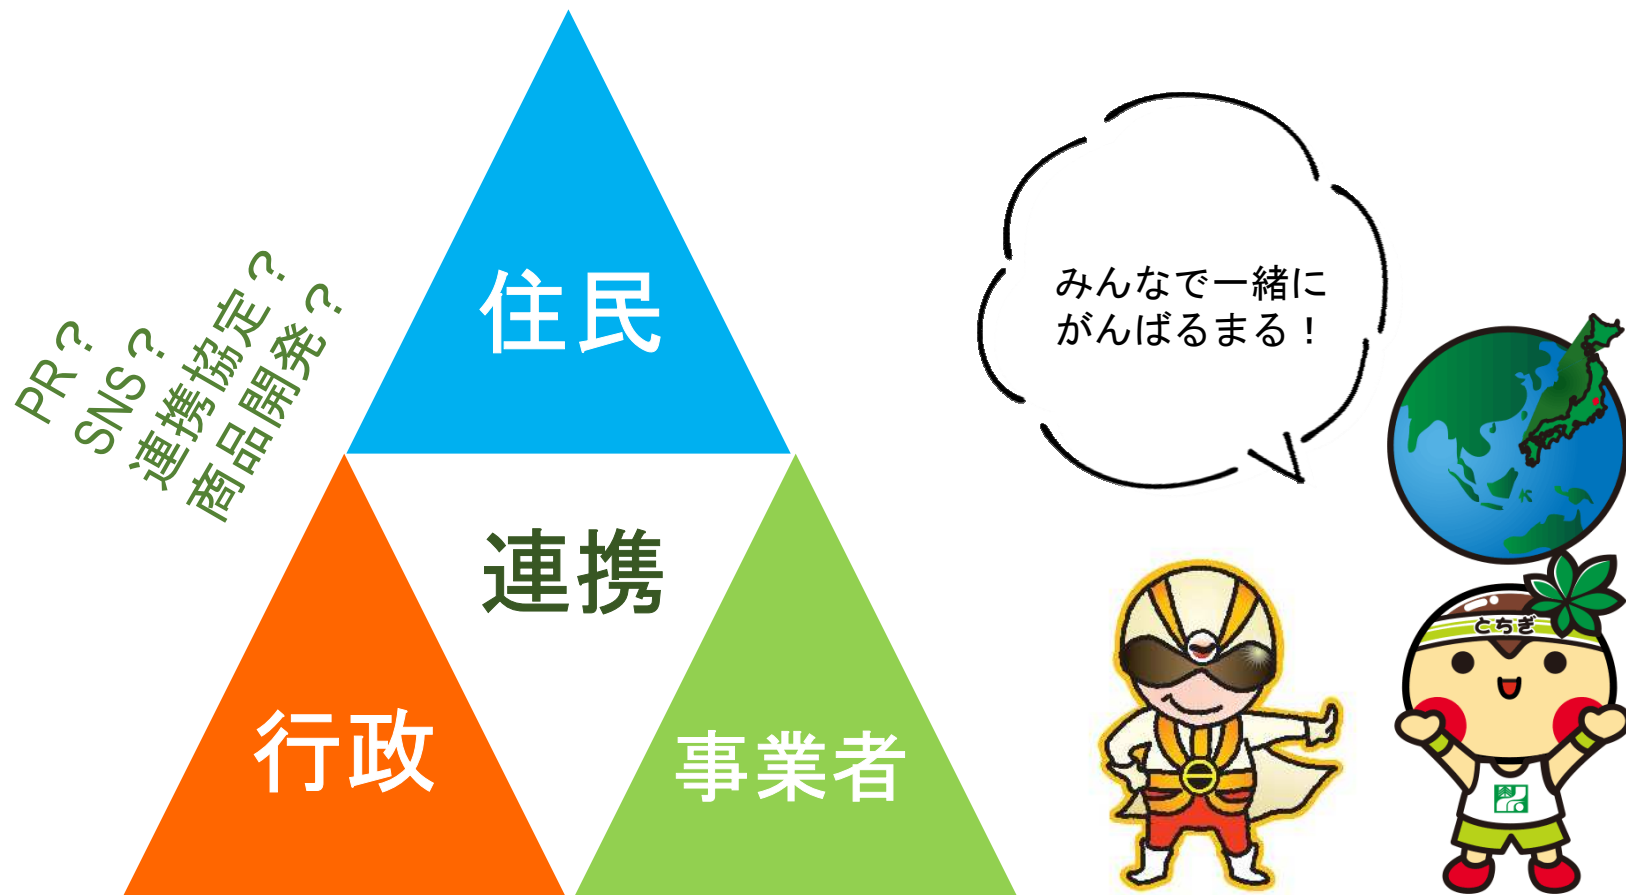 住民
PR？
SNS？
連携協定？
商品開発？
連携
行政
事業者
みんなで一緒に
がんばるまる！
とちぎ